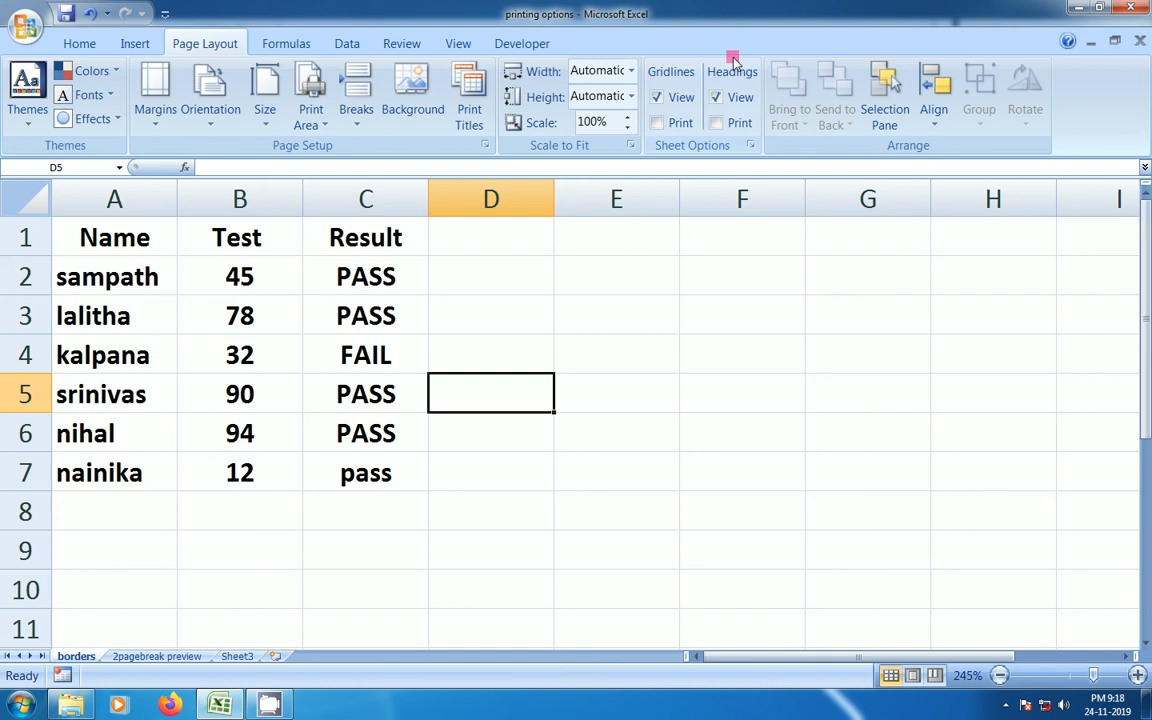 printing options - Microsoft Excel
Home Insert Page Layout Formulas Data Review View Developer
Themes
Colors
Fonts
Effects
Margins Orientation Size Print Area Breaks Background Print Titles
Width: Automatic
Height: Automatic
Scale: 100%
Gridlines Headings
View View
Print Print
Bring to Front Send to Back Selection Pane Align Group Rotate
Themes Page Setup Scale to Fit Sheet Options Arrange
D5 fx
A B C D E F G H I
1 Name Test Result
2 sampath 45 PASS
3 lalitha 78 PASS
4 kalpana 32 FAIL
5 srinivas 90 PASS
6 nihal 94 PASS
7 nainika 12 pass
8
9
10
11
borders 2pagebreak preview Sheet3
Ready 245%
PM 9:18
24-11-2019